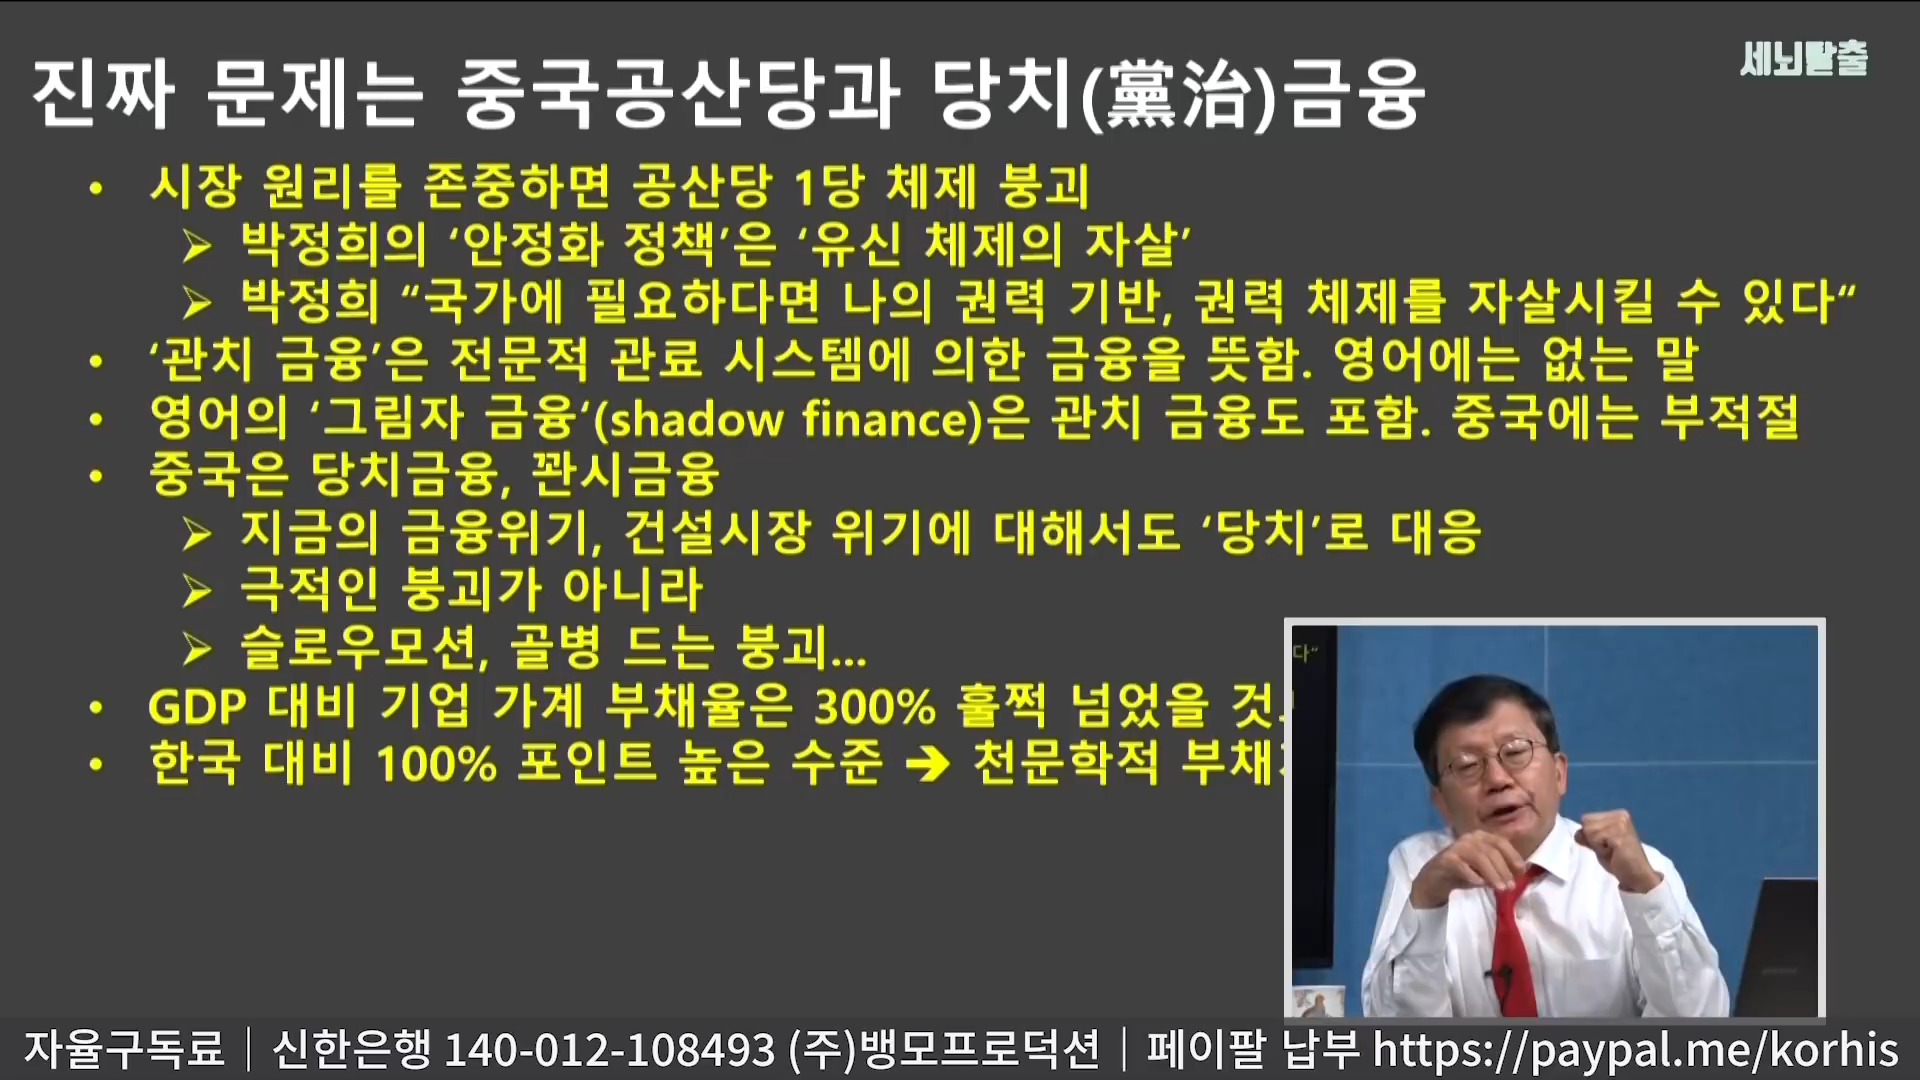 세뇌탈출
진짜 문제는 중국공산당과 당치(黨治)금융
• 시장 원리를 존중하면 공산당 1당 체제 붕괴
➢ 박정희의 ‘안정화 정책’은 ‘유신 체제의 자살’
➢ 박정희 “국가에 필요하다면 나의 권력 기반, 권력 체제를 자살시킬 수 있다“
• ‘관치 금융’은 전문적 관료 시스템에 의한 금융을 뜻함. 영어에는 없는 말
• 영어의 ‘그림자 금융‘(shadow finance)은 관치 금융도 포함. 중국에는 부적절
• 중국은 당치금융, 꽌시금융
➢ 지금의 금융위기, 건설시장 위기에 대해서도 ‘당치’로 대응
➢ 극적인 붕괴가 아니라
➢ 슬로우모션, 골병 드는 붕괴...
• GDP 대비 기업 가계 부채율은 300% 훌쩍 넘었을 것
• 한국 대비 100% 포인트 높은 수준 ➔ 천문학적 부채
다“
자율구독료｜신한은행 140-012-108493 (주)뱅모프로덕션｜페이팔 납부 https://paypal.me/korhis